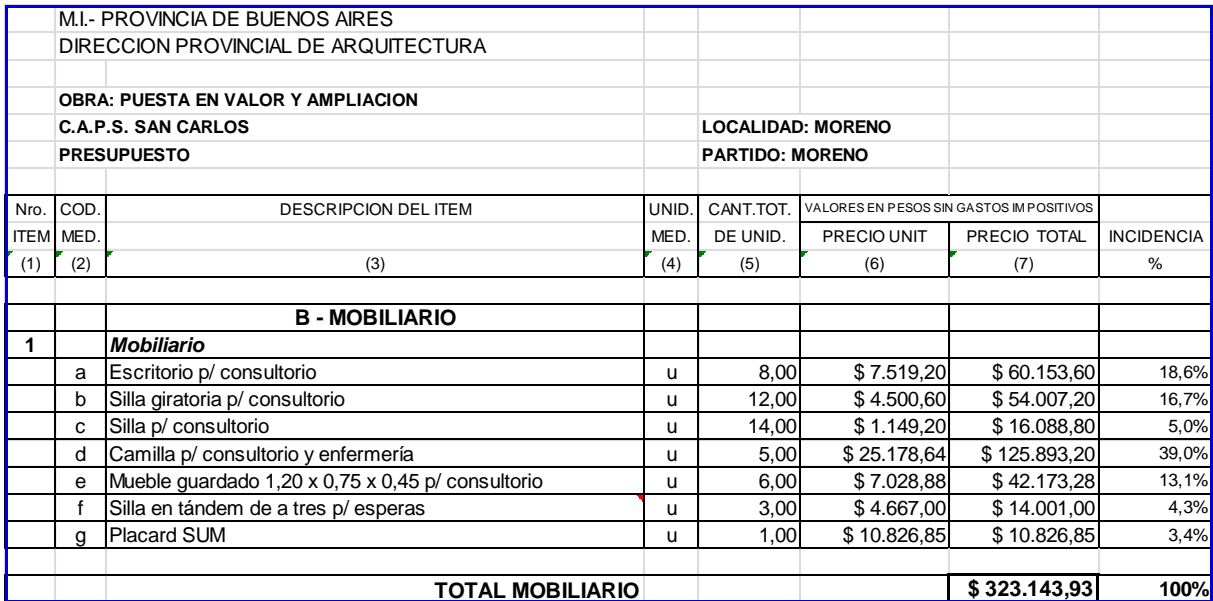 M.I.- PROVINCIA DE BUENOS AIRES
DIRECCION PROVINCIAL DE ARQUITECTURA
OBRA: PUESTA EN VALOR Y AMPLIACION
C.A.P.S. SAN CARLOS LOCALIDAD: MORENO
PRESUPUESTO PARTIDO: MORENO
Nro. COD. DESCRIPCION DEL ITEM UNID. CANT.TOT. VALORES EN PESOS SIN GASTOS IMPOSITIVOS
ITEM MED. MED. DE UNID. PRECIO UNIT PRECIO TOTAL INCIDENCIA
(1) (2) (3) (4) (5) (6) (7) %
B - MOBILIARIO
1 Mobiliario
a Escritorio p/ consultorio u 8,00 $ 7.519,20 $ 60.153,60 18,6%
b Silla giratoria p/ consultorio u 12,00 $ 4.500,60 $ 54.007,20 16,7%
c Silla p/ consultorio u 14,00 $ 1.149,20 $ 16.088,80 5,0%
d Camilla p/ consultorio y enfermería u 5,00 $ 25.178,64 $ 125.893,20 39,0%
e Mueble guardado 1,20 x 0,75 x 0,45 p/ consultorio u 6,00 $ 7.028,88 $ 42.173,28 13,1%
f Silla en tándem de a tres p/ esperas u 3,00 $ 4.667,00 $ 14.001,00 4,3%
g Placard SUM u 1,00 $ 10.826,85 $ 10.826,85 3,4%
TOTAL MOBILIARIO $ 323.143,93 100%